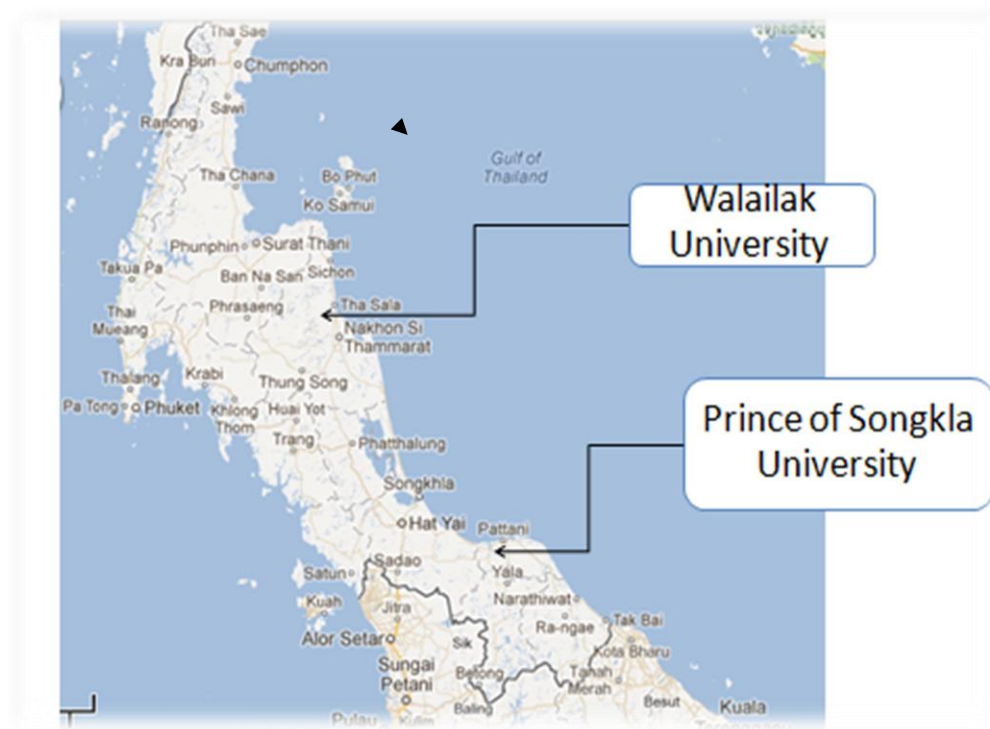 Tha Sae
Kra Buri
Chumphon
Sawi
Ranong
Gulf of
Thailand
Tha Chana
Bo Phut
Ko Samui
Walailak
University
Phunphin
Surat Thani
Takua Pa
Ban Na San
Sichon
Phrasaeng
Tha Sala
Thai
Mueang
Nakhon Si
Thammarat
Thalang
Krabi
Thung Song
Pa Tong
Phuket
Khlong
Thom
Huai Yot
Trang
Phatthalung
Prince of Songkla
University
Songkhla
Hat Yai
Pattani
Satun
Sadao
Yala
Kuah
Jitra
Narathiwat
Ra-ngae
Tak Bai
Alor Setar
Sik
Kota Bharu
Sungai
Petani
Betong
Tanah
Merah
Baling
Besut
Kuala
Pulau
Kulim
Terengganu